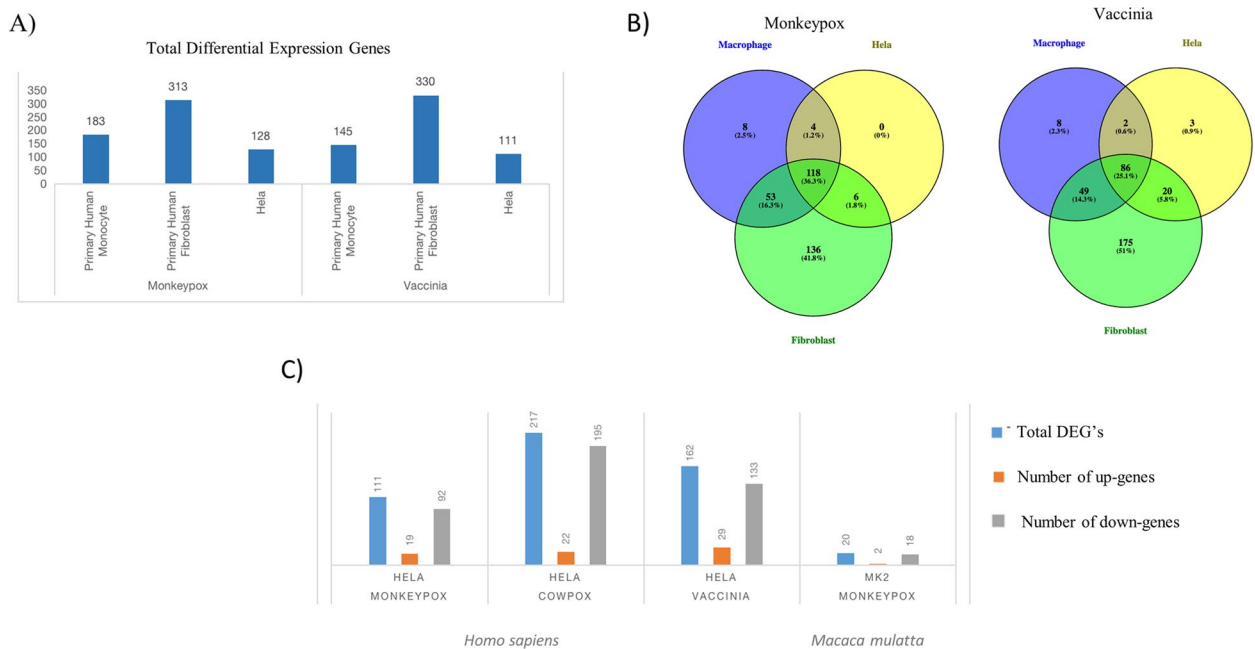 A)
Total Differential Expression Genes
350
300
250
200
150
100
50
0
183
313
128
145
330
111
Primary Human Monocyte
Primary Human Fibroblast
Hela
Primary Human Monocyte
Primary Human Fibroblast
Hela
Monkeypox
Vaccinia
B)
Monkeypox
Macrophage
Hela
8
(2.5%)
4
(1.2%)
0
(0%)
118
(36.3%)
53
(16.3%)
6
(1.8%)
136
(41.8%)
Fibroblast
Vaccinia
Macrophage
Hela
8
(2.3%)
2
(0.6%)
3
(0.9%)
86
(25.1%)
49
(14.3%)
20
(5.8%)
175
(51%)
Fibroblast
C)
111
19
92
217
22
195
162
29
133
20
2
18
HELA
HELA
HELA
MK2
MONKEYPOX
COWPOX
VACCINIA
MONKEYPOX
Homo sapiens
Macaca mulatta
Total DEG's
Number of up-genes
Number of down-genes